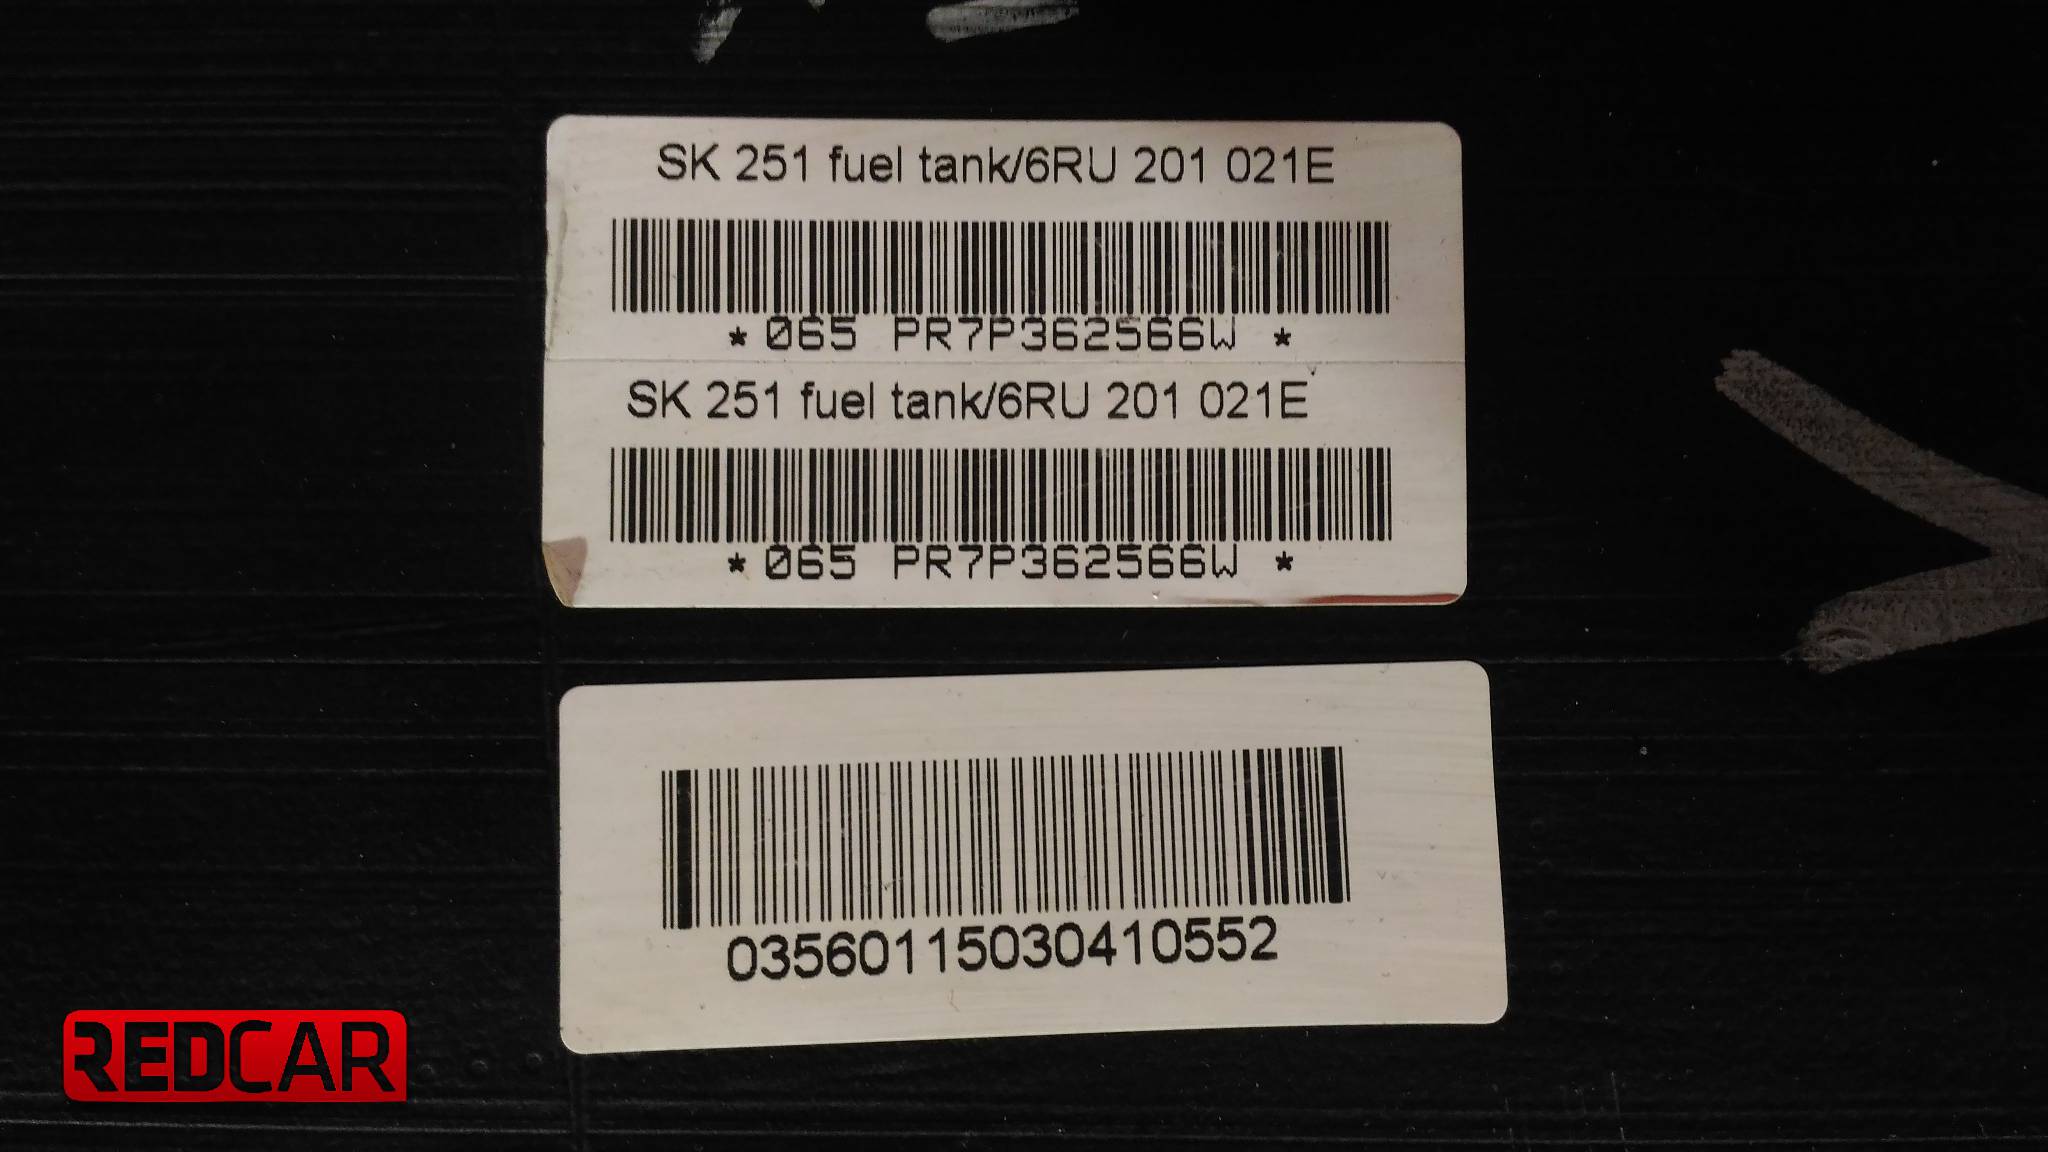 SK 251 fuel tank/6RU 201 021E
*065 PR7P362566W *
SK 251 fuel tank/6RU 201 021E
*065 PR7P362566W *
03560115030410552
REDCAR